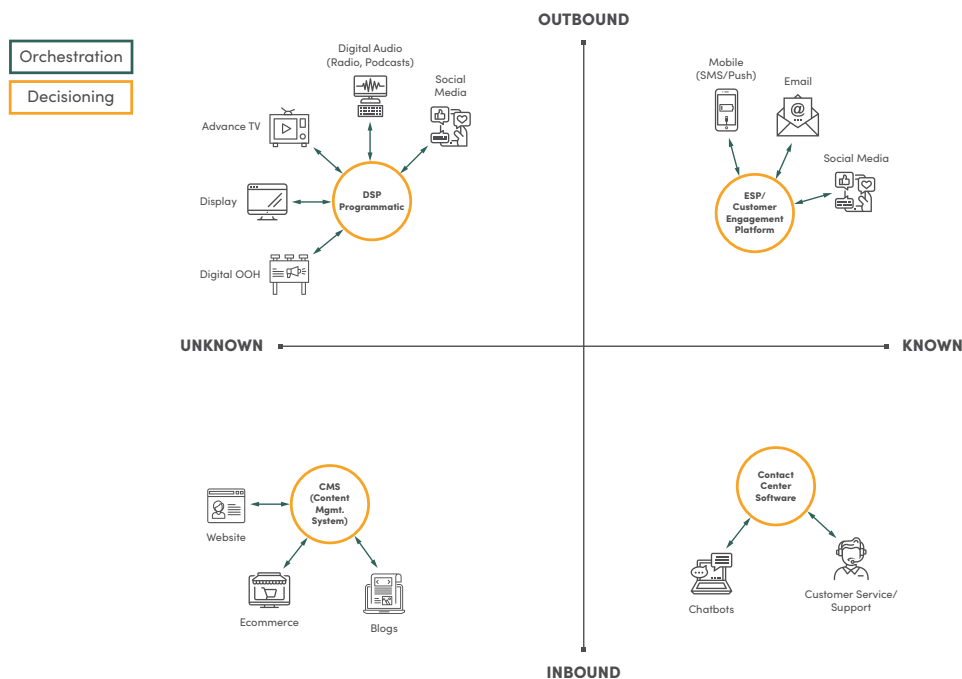 OUTBOUND
Orchestration
Decisioning
Digital Audio
(Radio, Podcasts)
Social
Media
Advance TV
DSP
Programmatic
Display
Digital OOH
Mobile
(SMS/Push)
Email
@
Social Media
ESP/
Customer
Engagement
Platform
UNKNOWN
KNOWN
CMS
(Content
Mgmt.
System)
Website
Ecommerce
Blogs
Contact
Center
Software
Chatbots
Customer Service/
Support
INBOUND